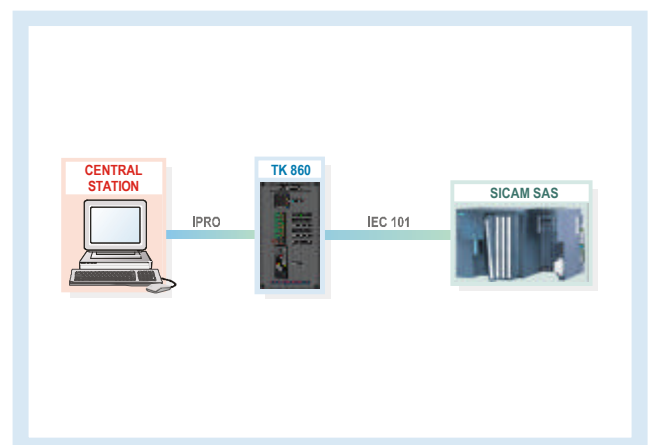 CENTRAL
STATION
IPRO
TK 860
IEC 101
SICAM SAS